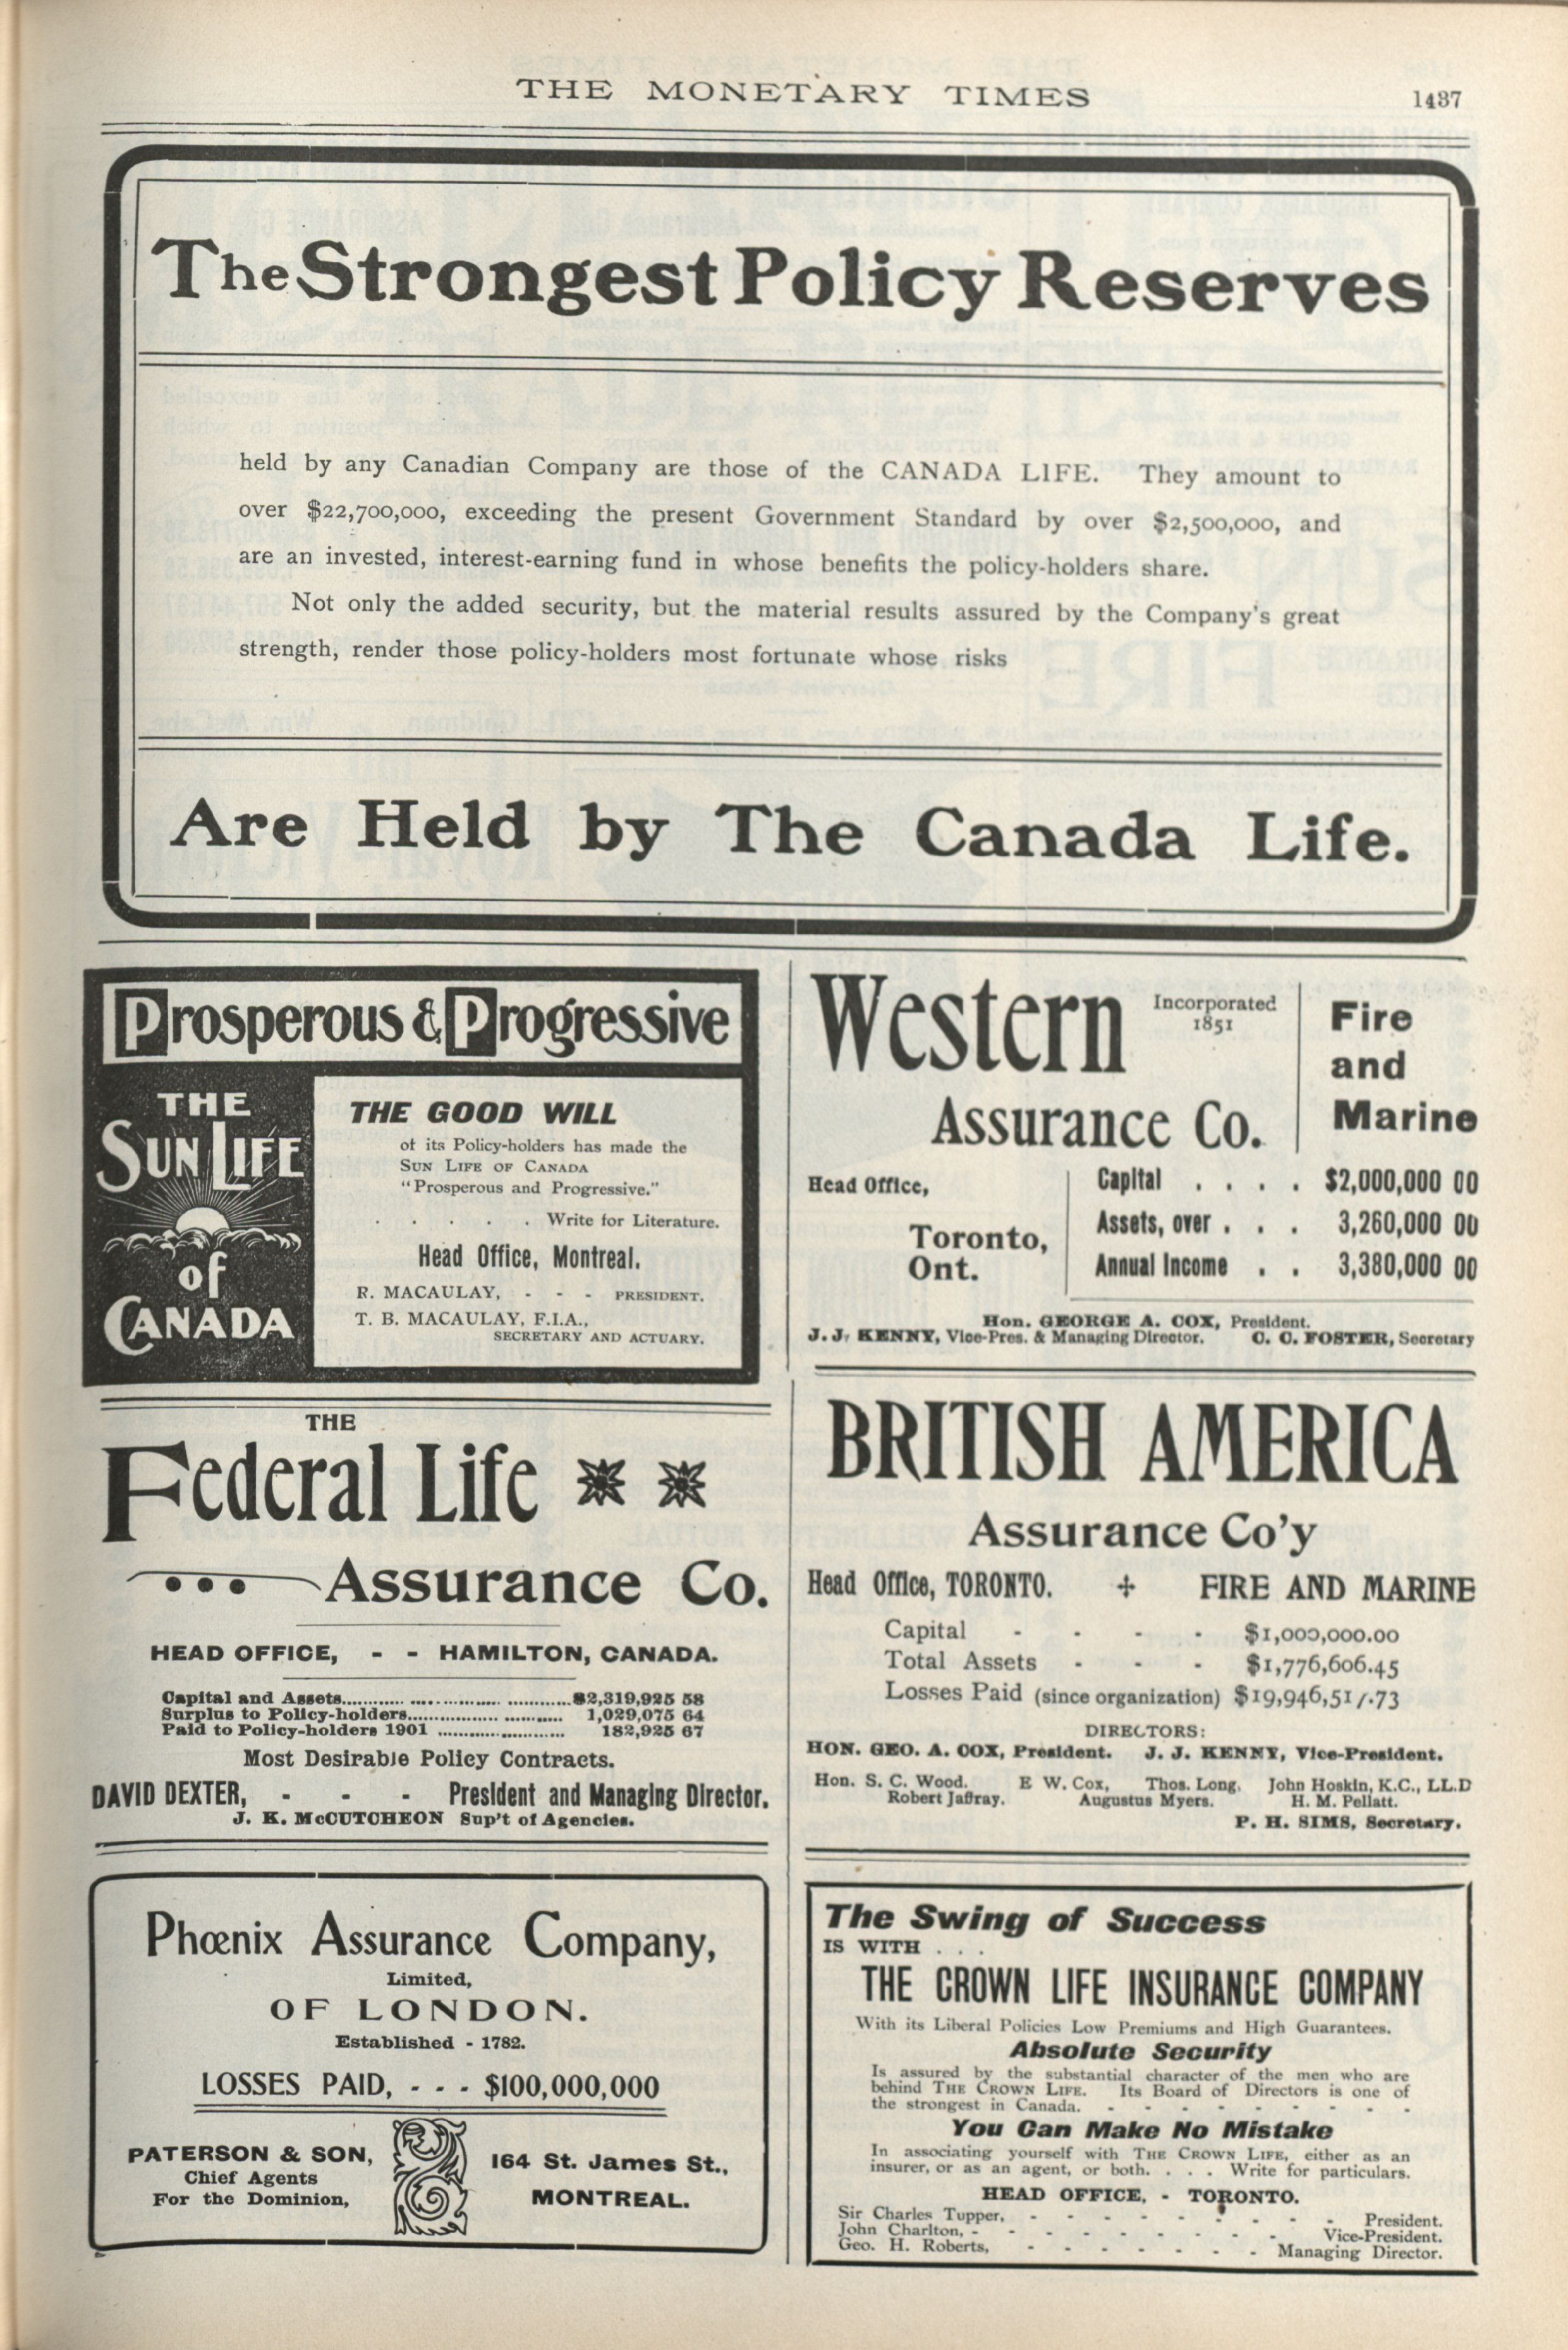 THE MONETARY TIMES 1437
The Strongest Policy Reserves
held by any Canadian Company are those of the CANADA LIFE. They amount to
over $22,700,000, exceeding the present Government Standard by over $2,500,000, and
are an invested, interest-earning fund in whose benefits the policy-holders share.
Not only the added security, but the material results assured by the Company's great
strength, render those policy-holders most fortunate whose risks
Are Held by The Canada Life.
Prosperous & Progressive
THE
SUN LIFE
of
CANADA
THE GOOD WILL
of its Policy-holders has made the
SUN LIFE OF CANADA
"Prosperous and Progressive."
. . . . . Write for Literature.
Head Office, Montreal.
R. MACAULAY, - - - PRESIDENT.
T. B. MACAULAY, F.I.A.,
SECRETARY AND ACTUARY.
THE
Federal Life
... Assurance Co.
HEAD OFFICE, - - HAMILTON, CANADA.
Capital and Assets.......................................$2,319,925 58
Surplus to Policy-holders............................... 1,029,075 64
Paid to Policy-holders 1901 ........................... 182,925 67
Most Desirable Policy Contracts.
DAVID DEXTER, - - - President and Managing Director.
J. K. McCUTCHEON Sup't of Agencies.
Phœnix Assurance Company,
Limited,
OF LONDON.
Established - 1782.
LOSSES PAID, - - - $100,000,000
PATERSON & SON,
Chief Agents
For the Dominion,
164 St. James St.,
MONTREAL.
Western
Incorporated
1851
Assurance Co.
Fire
and
Marine
Head Office,
Toronto,
Ont.
Capital . . . . $2,000,000 00
Assets, over . . . 3,260,000 00
Annual Income . . 3,380,000 00
Hon. GEORGE A. COX, President.
J. J. KENNY, Vice-Pres. & Managing Director. C. C. FOSTER, Secretary
BRITISH AMERICA
Assurance Co'y
Head Office, TORONTO. ✢ FIRE AND MARINE
Capital - - - - $1,000,000.00
Total Assets - - - $1,776,606.45
Losses Paid (since organization) $19,946,517.73
DIRECTORS:
HON. GEO. A. COX, President. J. J. KENNY, Vice-President.
Hon. S. C. Wood. E W. Cox, Thos. Long. John Hoskin, K.C., LL.D
Robert Jaffray. Augustus Myers. H. M. Pellatt.
P. H. SIMS, Secretary.
The Swing of Success
IS WITH . . .
THE CROWN LIFE INSURANCE COMPANY
With its Liberal Policies Low Premiums and High Guarantees.
Absolute Security
Is assured by the substantial character of the men who are
behind THE CROWN LIFE. Its Board of Directors is one of
the strongest in Canada. - - - - - - - - -
You Can Make No Mistake
In associating yourself with THE CROWN LIFE, either as an
insurer, or as an agent, or both. . . . Write for particulars.
HEAD OFFICE, - TORONTO.
Sir Charles Tupper, - - - - - - - - - President.
John Charlton, - - - - - - - - - Vice-President.
Geo. H. Roberts, - - - - - - - Managing Director.